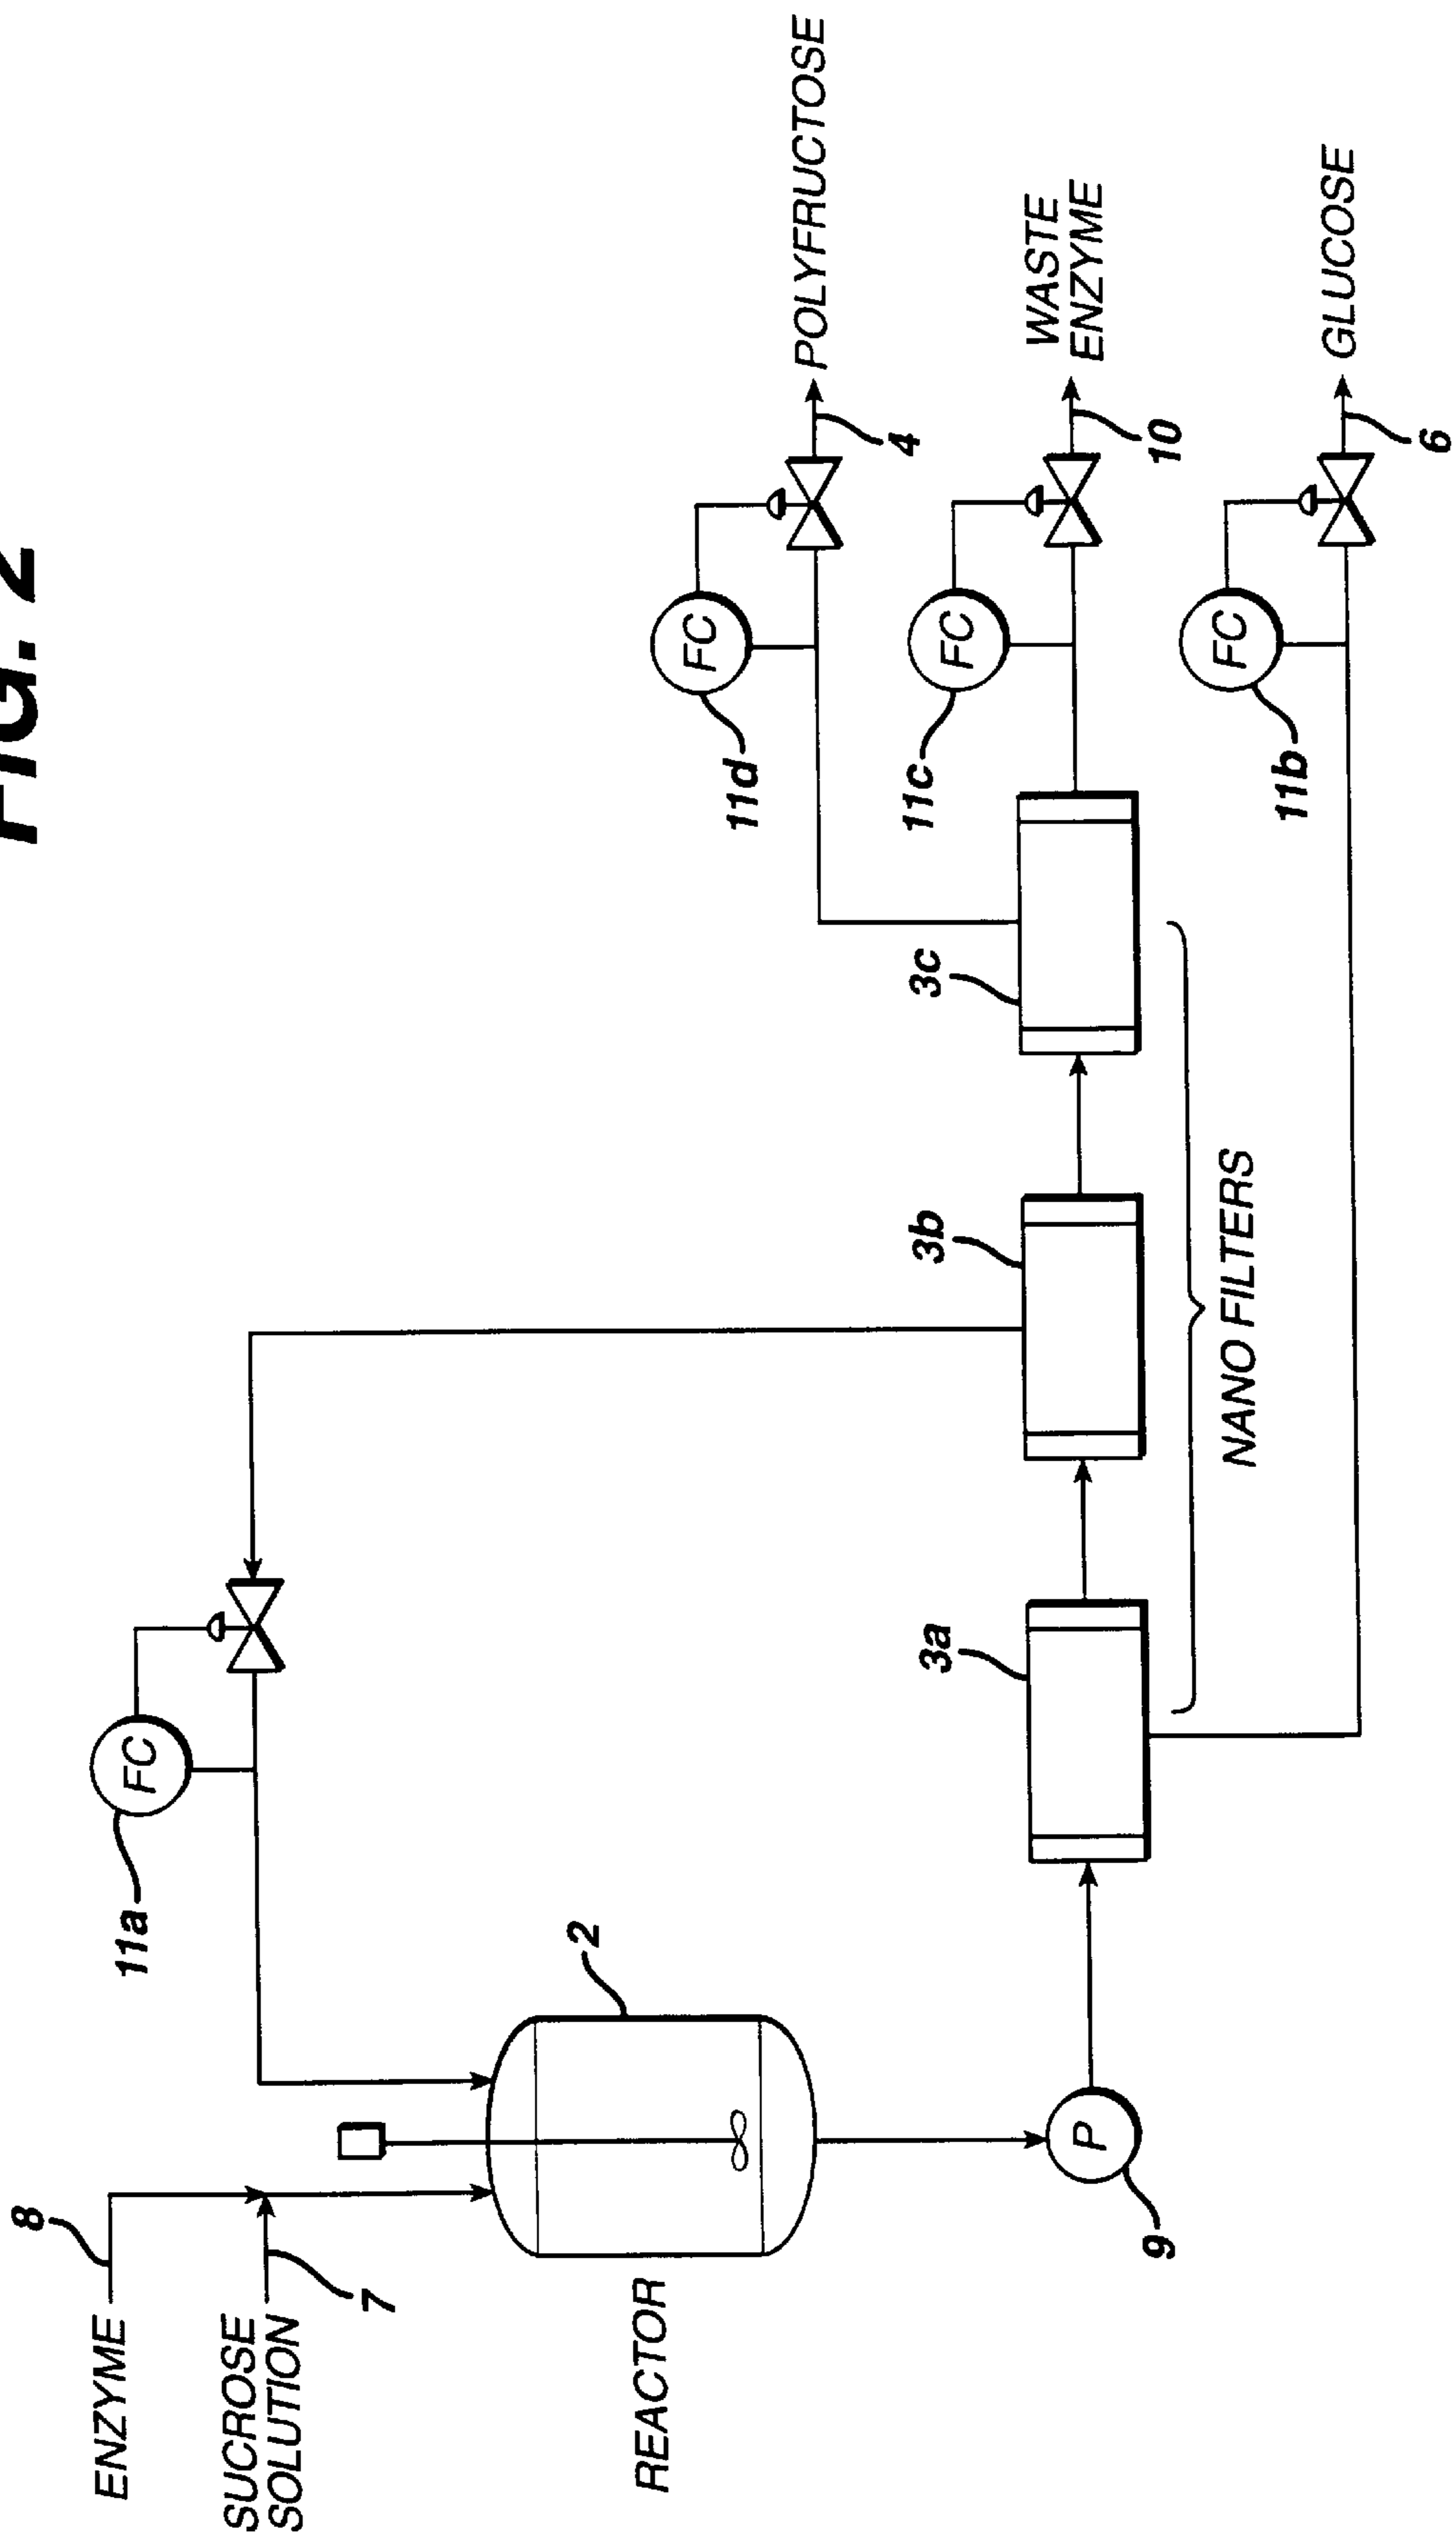 FIG. 2
ENZYME
8
SUCROSE
SOLUTION
7
REACTOR
2
11a
FC
P
9
3a
3b
3c
NANO FILTERS
11d
FC
POLYFRUCTOSE
4
11c
FC
WASTE
ENZYME
10
11b
FC
GLUCOSE
6